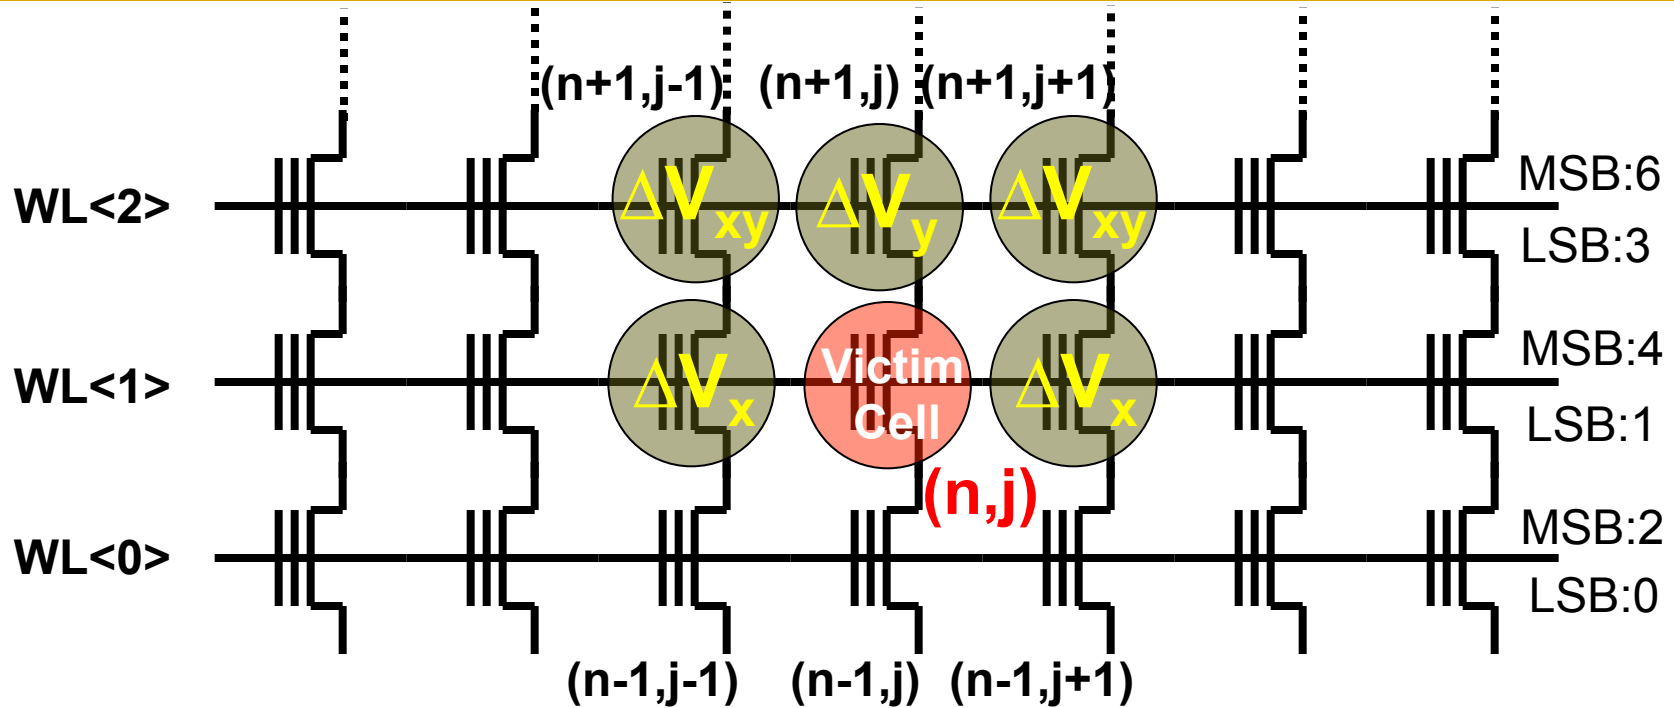 (n+1,j-1) (n+1,j) (n+1,j+1)
MSB:6
WL<2> ΔVxy ΔVy ΔVxy
LSB:3
MSB:4
WL<1> ΔVx Victim Cell ΔVx
LSB:1
(n,j)
MSB:2
WL<0>
LSB:0
(n-1,j-1) (n-1,j) (n-1,j+1)